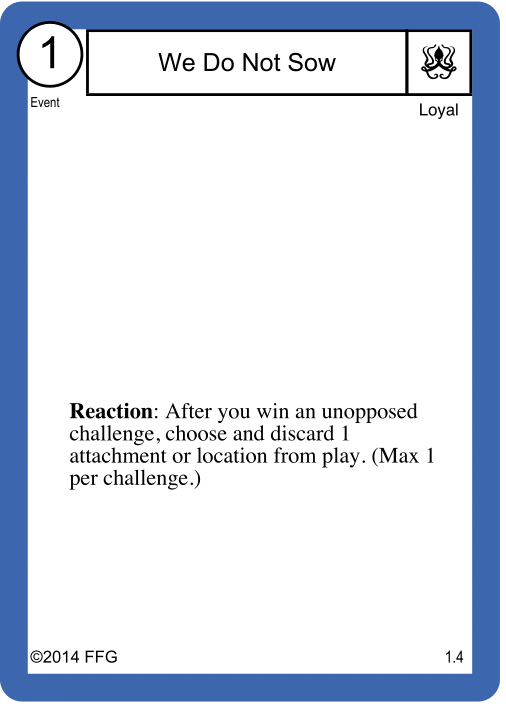 1
We Do Not Sow
Event
Loyal
Reaction: After you win an unopposed
challenge, choose and discard 1
attachment or location from play. (Max 1
per challenge.)
©2014 FFG
1.4